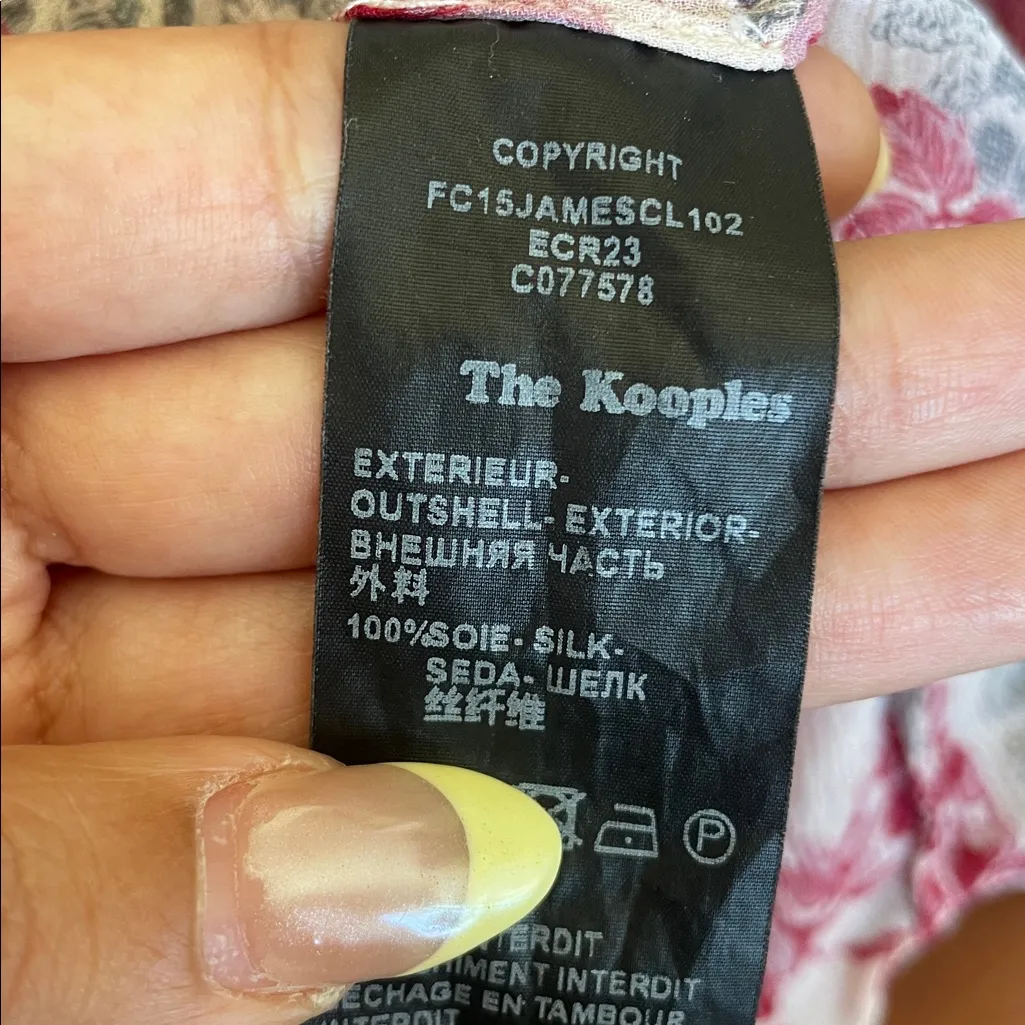 COPYRIGHT
FC15JAMESCL102
ECR23
C077578
The Kooples
EXTERIEUR-
OUTSHELL- EXTERIOR-
ВНЕШНЯЯ ЧАСТЬ
外料
100%SOIE- SILK-
SEDA- ШЕЛК
丝纤维
P
INTERDIT
EN TAMBOUR